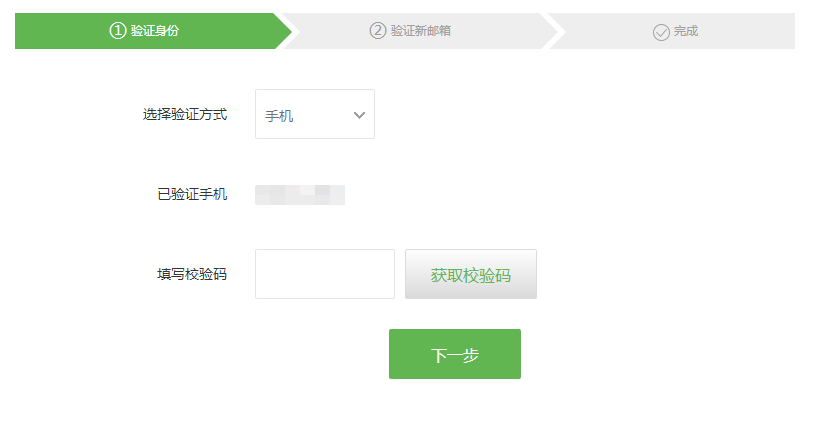 ① 验证身份 ② 验证新邮箱 完成
选择验证方式 手机
已验证手机
填写校验码 获取校验码
下一步